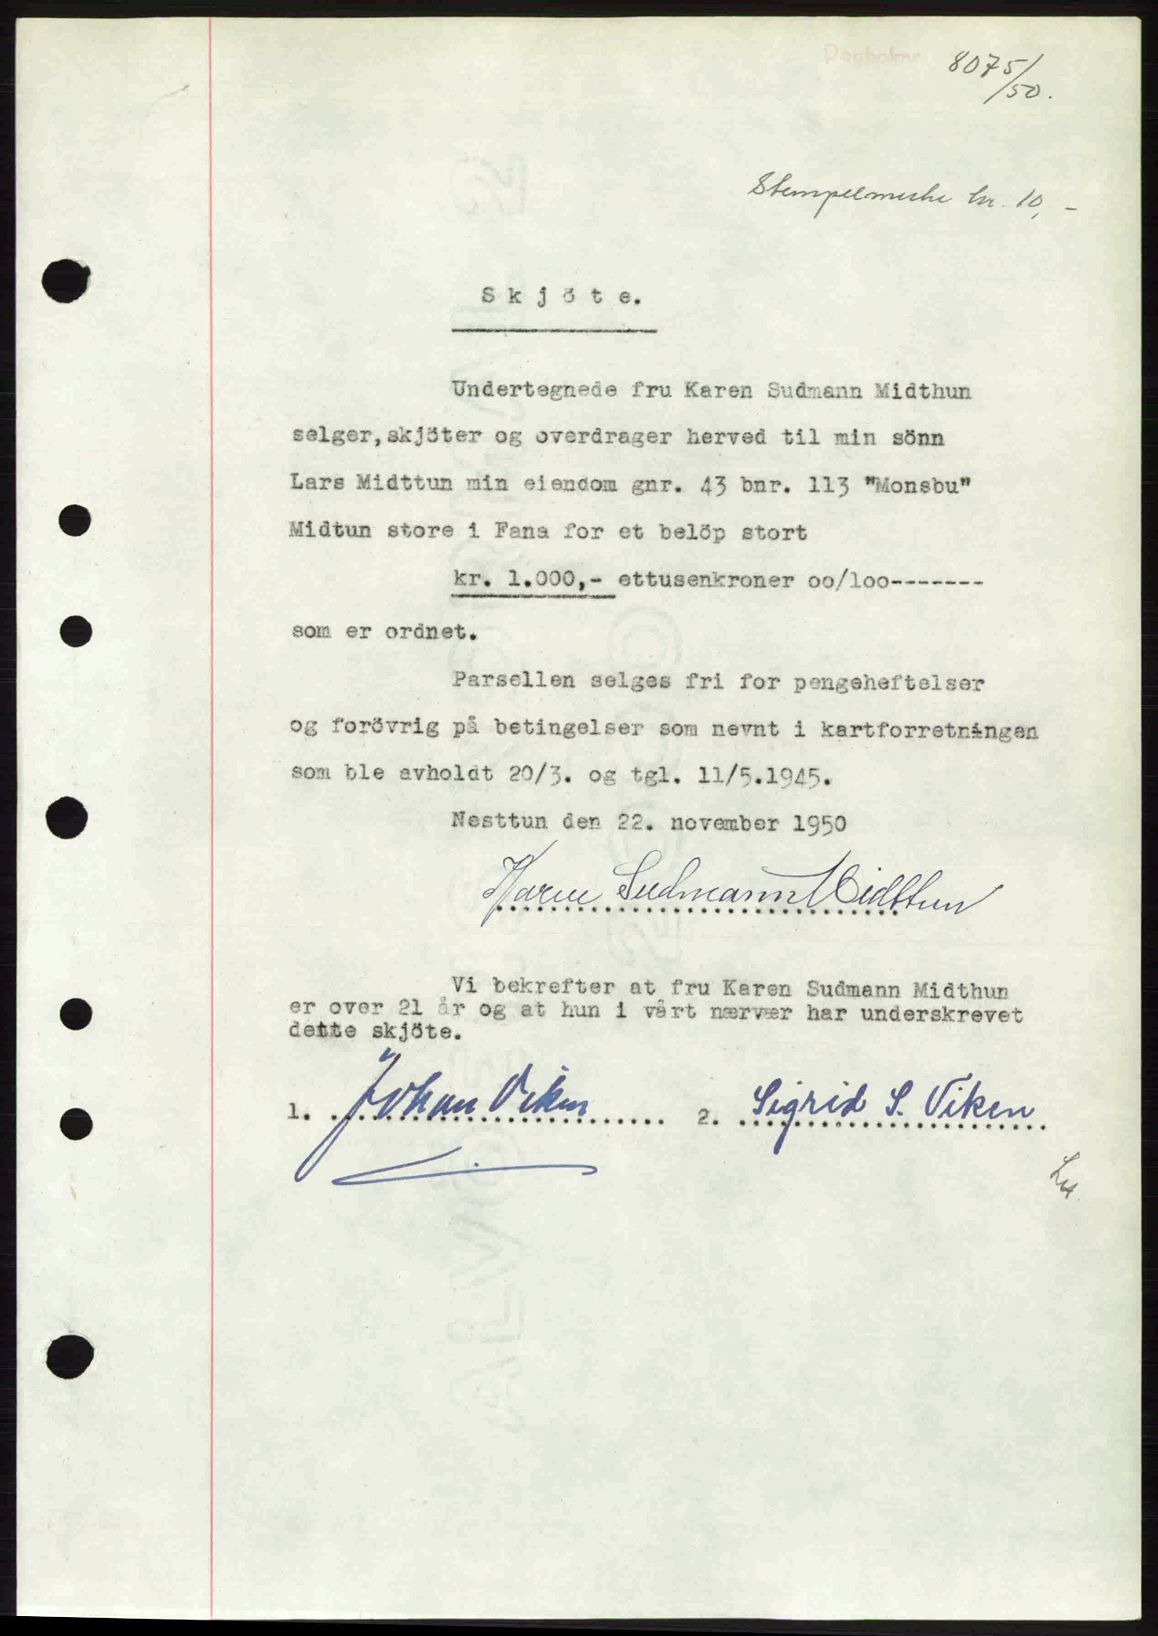 Dagboker
8075/50.
Stempelmerke kr. 10,-
Skjöte.
Undertegnede fru Karen Sudmann Midthun
selger,skjöter og overdrager herved til min sönn
Lars Midttun min eiendom gnr. 43 bnr. 113 "Monsbu"
Midtun store i Fana for et belöp stort
kr. 1.000,- ettusenkroner oo/loo-------
som er ordnet.
Parsellen selges fri for pengeheftelser
og forövrig på betingelser som nevnt i kartforretningen
som ble avholdt 20/3. og tgl. 11/5.1945.
Nesttun den 22. november 1950
Karen Sudmann Midttun
Vi bekrefter at fru Karen Sudmann Midthun
er over 21 år og at hun i vårt nærvær har underskrevet
dette skjöte.
1. Johan Viken 2. Sigrid S. Viken